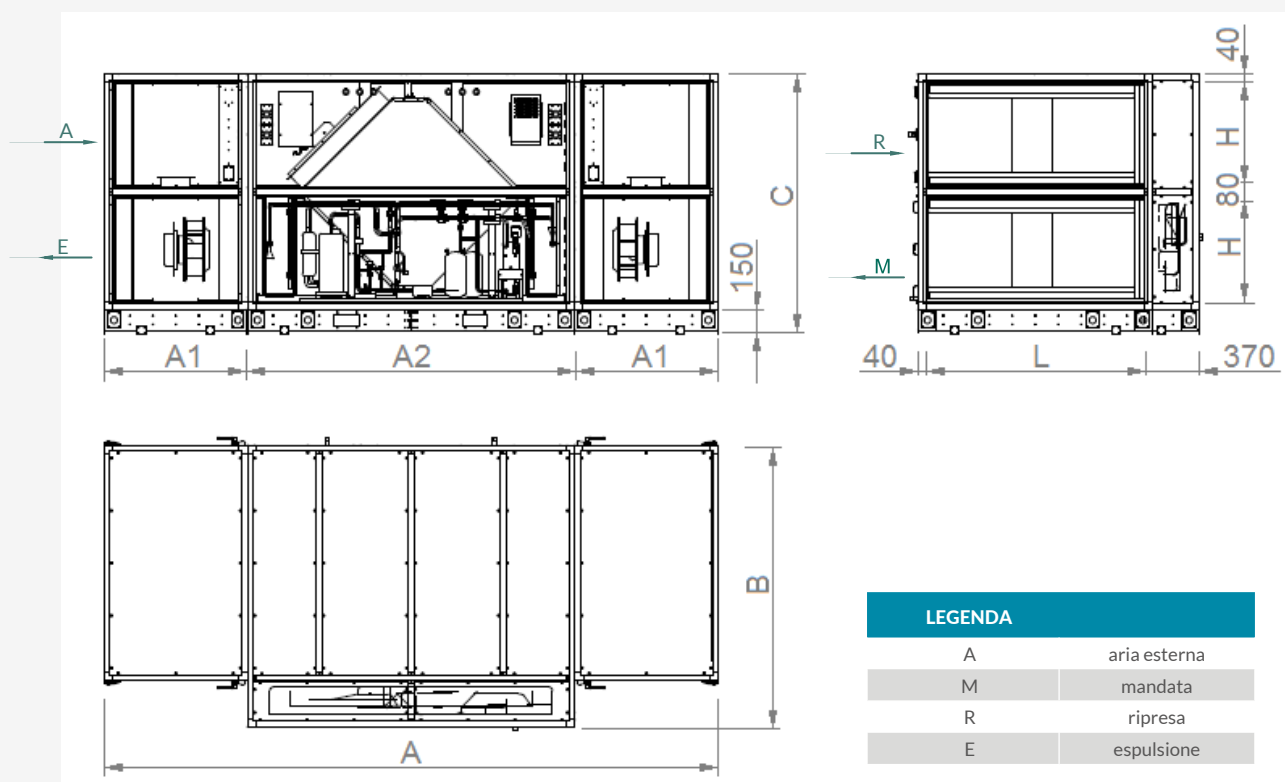 A
E
C
150
A1
A2
A1
R
M
40
H
80
H
40
L
370
B
A
LEGENDA
A aria esterna
M mandata
R ripresa
E espulsione